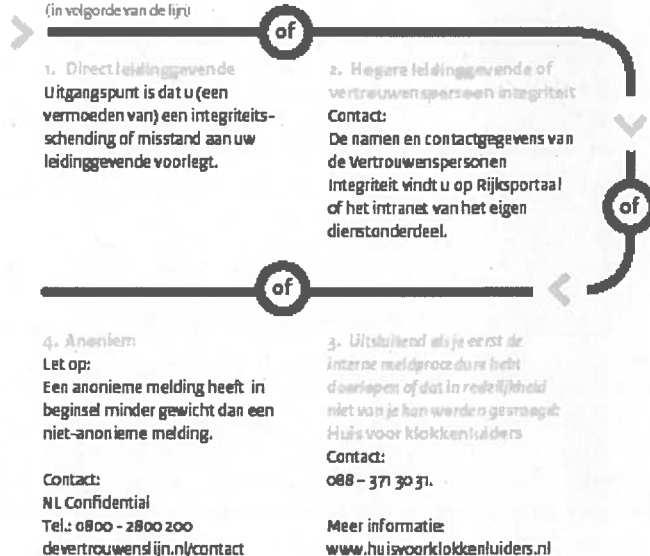 (in volgorde van de lijn)
of
1. Direct leidinggevende
Uitgangspunt is dat u (een
vermoeden van) een integriteits-
schending of misstand aan uw
leidinggevende voorlegt.
2. Hogere leidinggevende of
vertrouwenspersoon integriteit
Contact:
De namen en contactgegevens van
de Vertrouwenspersonen
Integriteit vindt u op Rijksportaal
of het intranet van het eigen
dienstonderdeel.
of
of
3. Uitsluitend als je eerst de
interne meldprocedure hebt
doorlopen of dat in redelijkheid
niet van je kan worden gevraagd:
Huis voor klokkenluiders
Contact:
088 – 371 30 31.
Meer informatie:
www.huisvoorklokkenluiders.nl
4. Anoniem
Let op:
Een anonieme melding heeft in
beginsel minder gewicht dan een
niet-anonieme melding.
Contact:
NL Confidential
Tel.: 0800 - 2800 200
devertrouwenslijn.nl/contact